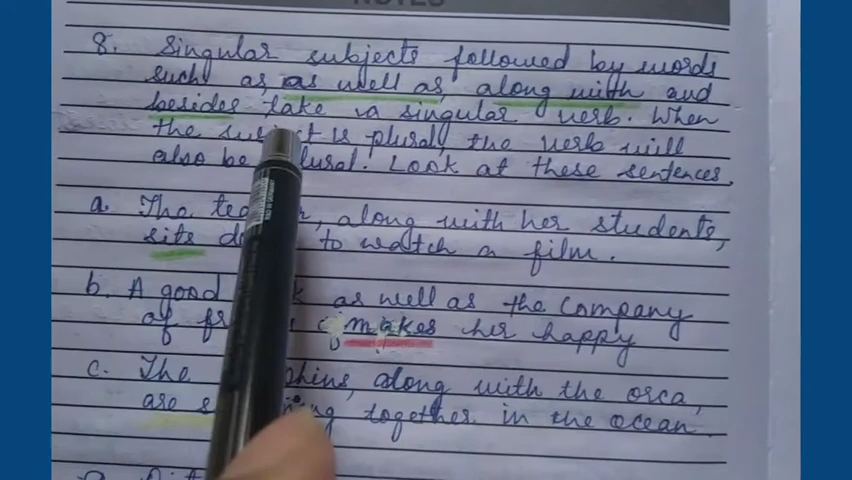 NOTES
8. Singular subjects followed by words
such as, as well as, along with and
besides take a singular verb. When
the is plural, the verb will
also be plural. Look at these sentences.
a. The along with her students,
sits to watch a film.
b. A good as well as the company
of makes her happy
c. The along with the orca,
are together in the ocean.